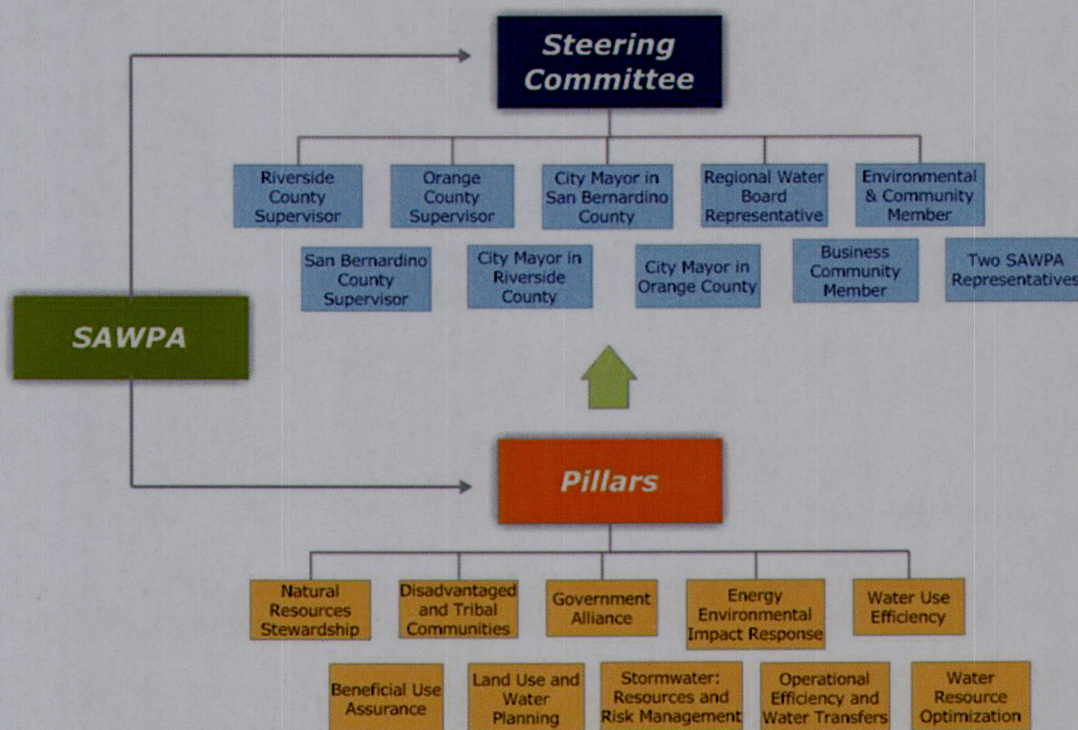 Steering
Committee
Riverside
County
Supervisor
Orange
County
Supervisor
City Mayor in
San Bernardino
County
Regional Water
Board
Representative
Environmental
& Community
Member
San Bernardino
County
Supervisor
City Mayor in
Riverside
County
City Mayor in
Orange County
Business
Community
Member
Two SAWPA
Representatives
SAWPA
Pillars
Natural
Resources
Stewardship
Disadvantaged
and Tribal
Communities
Government
Alliance
Energy
Environmental
Impact Response
Water Use
Efficiency
Beneficial Use
Assurance
Land Use and
Water
Planning
Stormwater:
Resources and
Risk Management
Operational
Efficiency and
Water Transfers
Water
Resource
Optimization